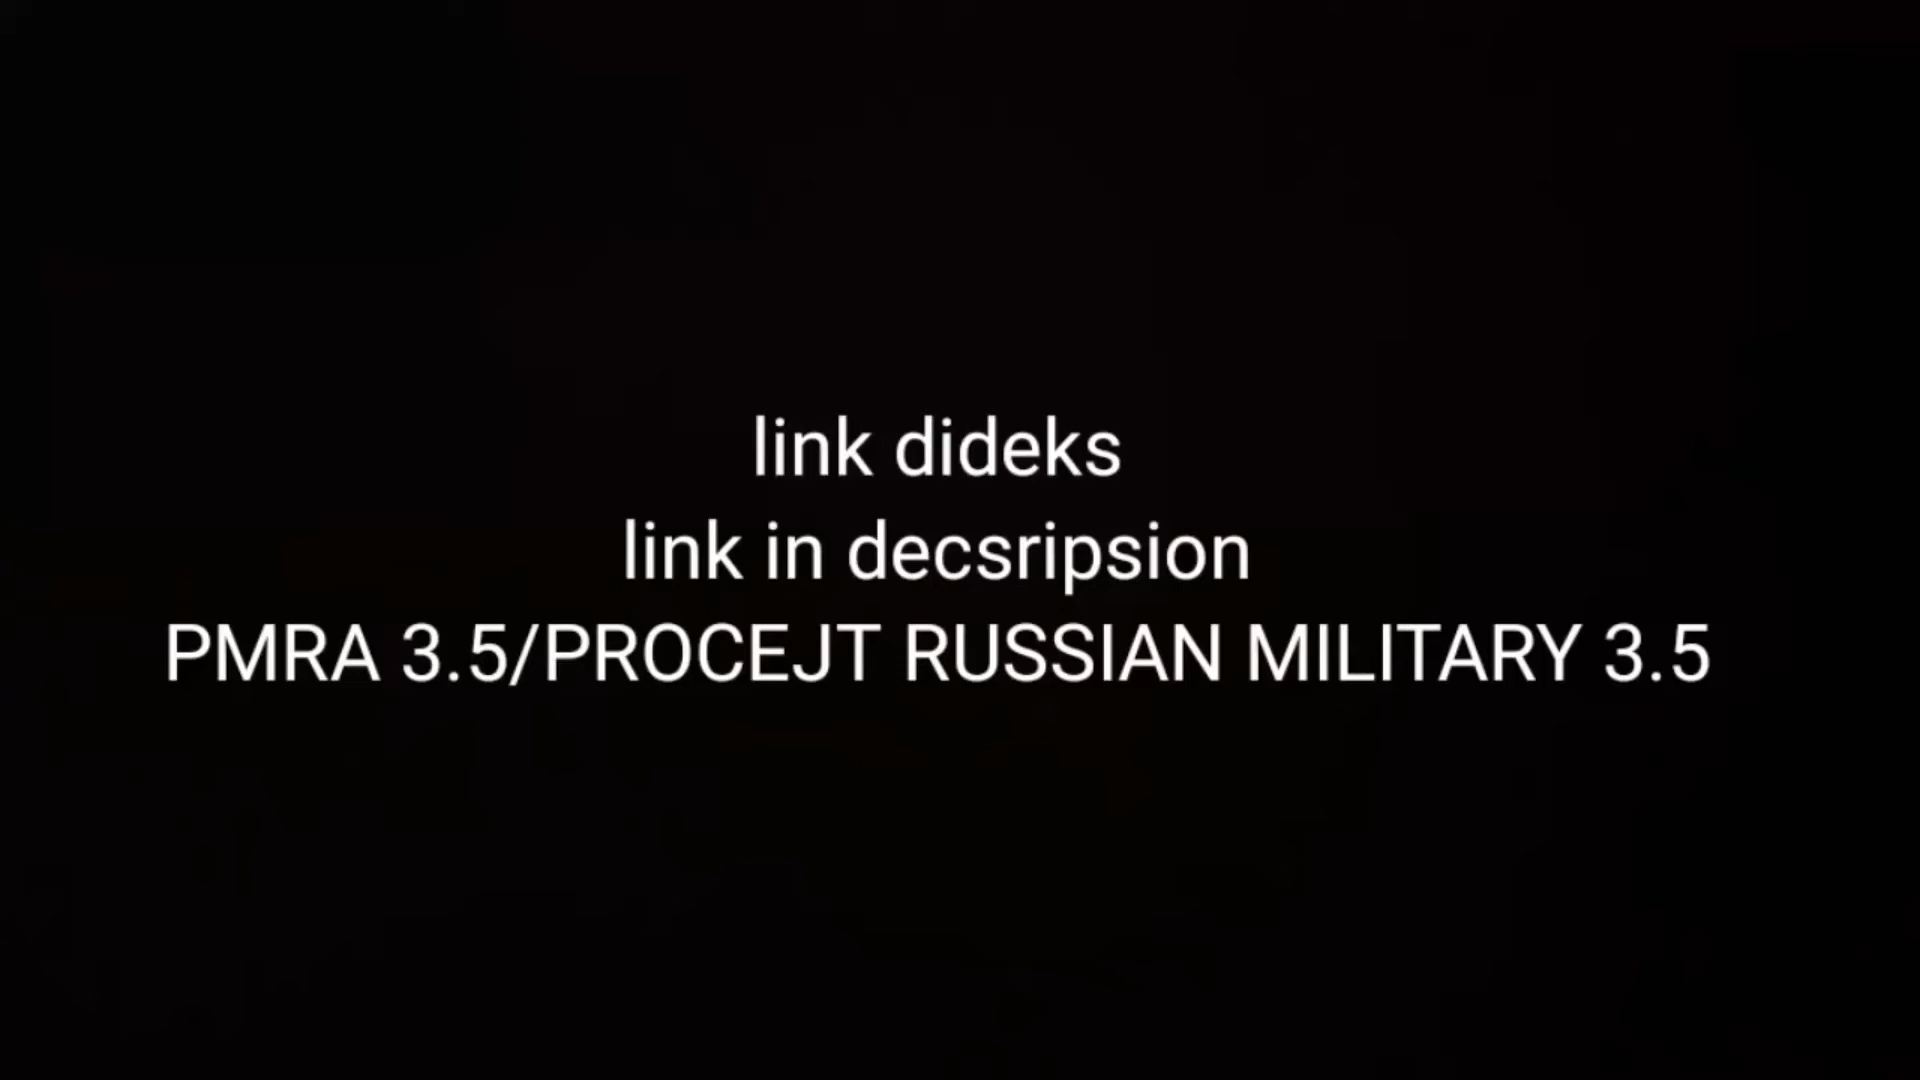 link dideks
link in decsripsion
PMRA 3.5/PROCEJT RUSSIAN MILITARY 3.5